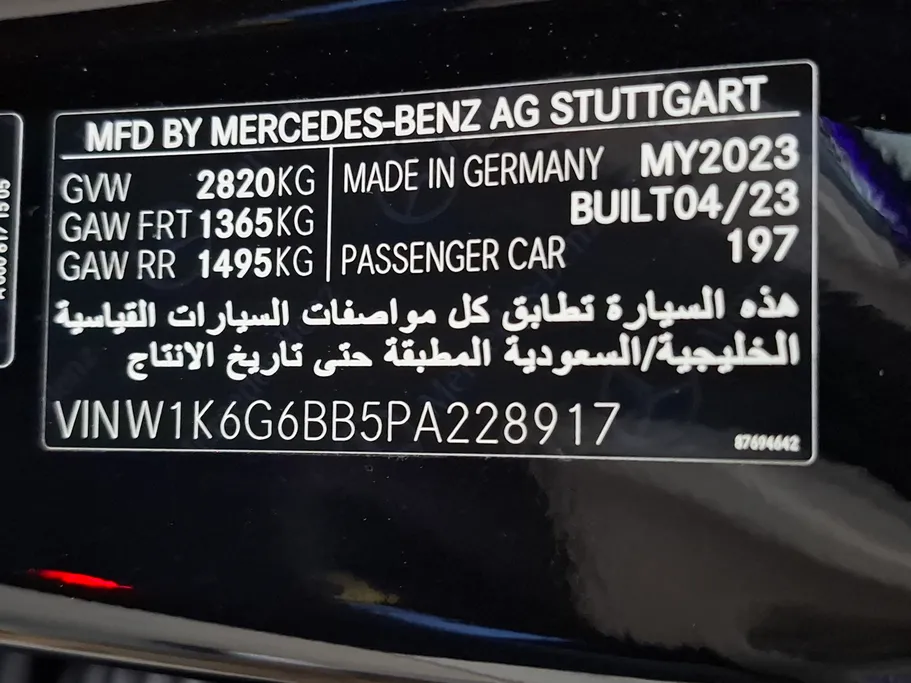 MFD BY MERCEDES-BENZ AG STUTTGART
GVW 2820KG
GAW FRT 1365KG
GAW RR 1495KG
MADE IN GERMANY MY2023
BUILT04/23
PASSENGER CAR 197
هذه السيارة تطابق كل مواصفات السيارات القياسية
الخليجية/السعودية المطبقة حتى تاريخ الانتاج
VINW1K6G6BB5PA228917
87694642